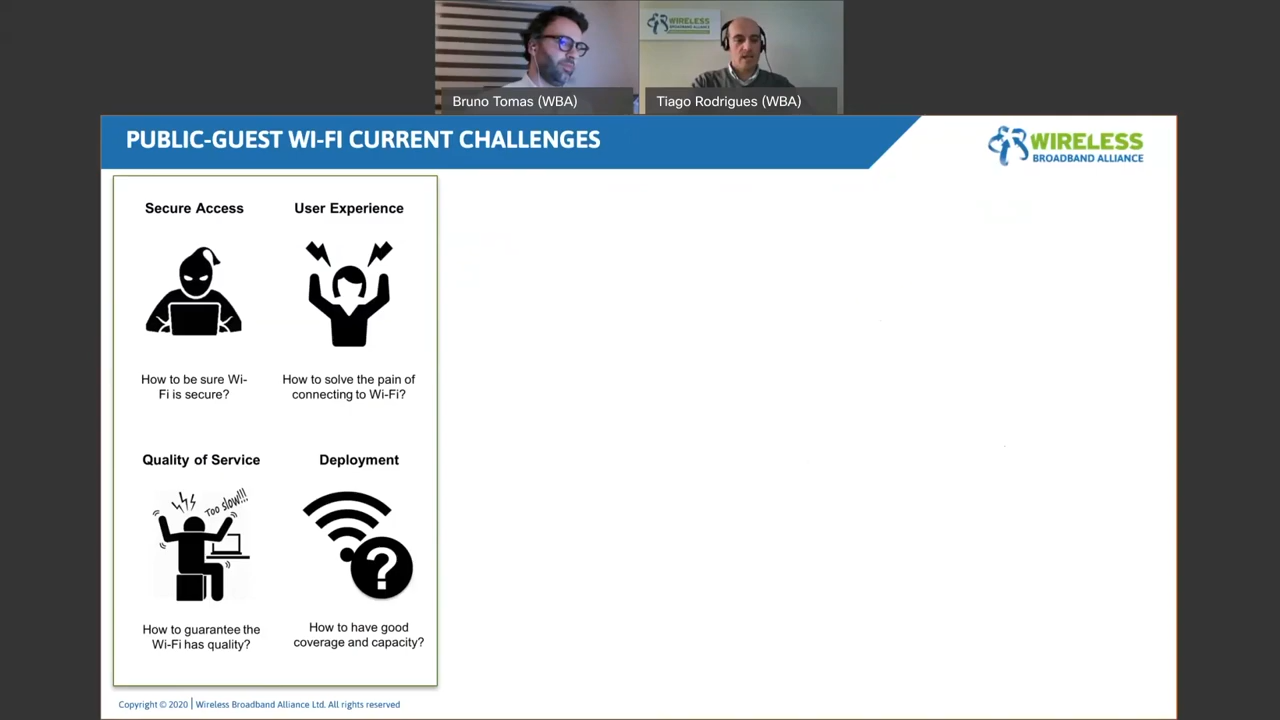 WIRELESS
BROADBAND ALLIANCE
Bruno Tomas (WBA)
Tiago Rodrigues (WBA)
PUBLIC-GUEST WI-FI CURRENT CHALLENGES
WIRELESS
BROADBAND ALLIANCE
Secure Access
User Experience
How to be sure Wi-
Fi is secure?
How to solve the pain of
connecting to Wi-Fi?
Quality of Service
Deployment
Too slow!!!
?
How to guarantee the
Wi-Fi has quality?
How to have good
coverage and capacity?
Copyright © 2020 | Wireless Broadband Alliance Ltd. All rights reserved